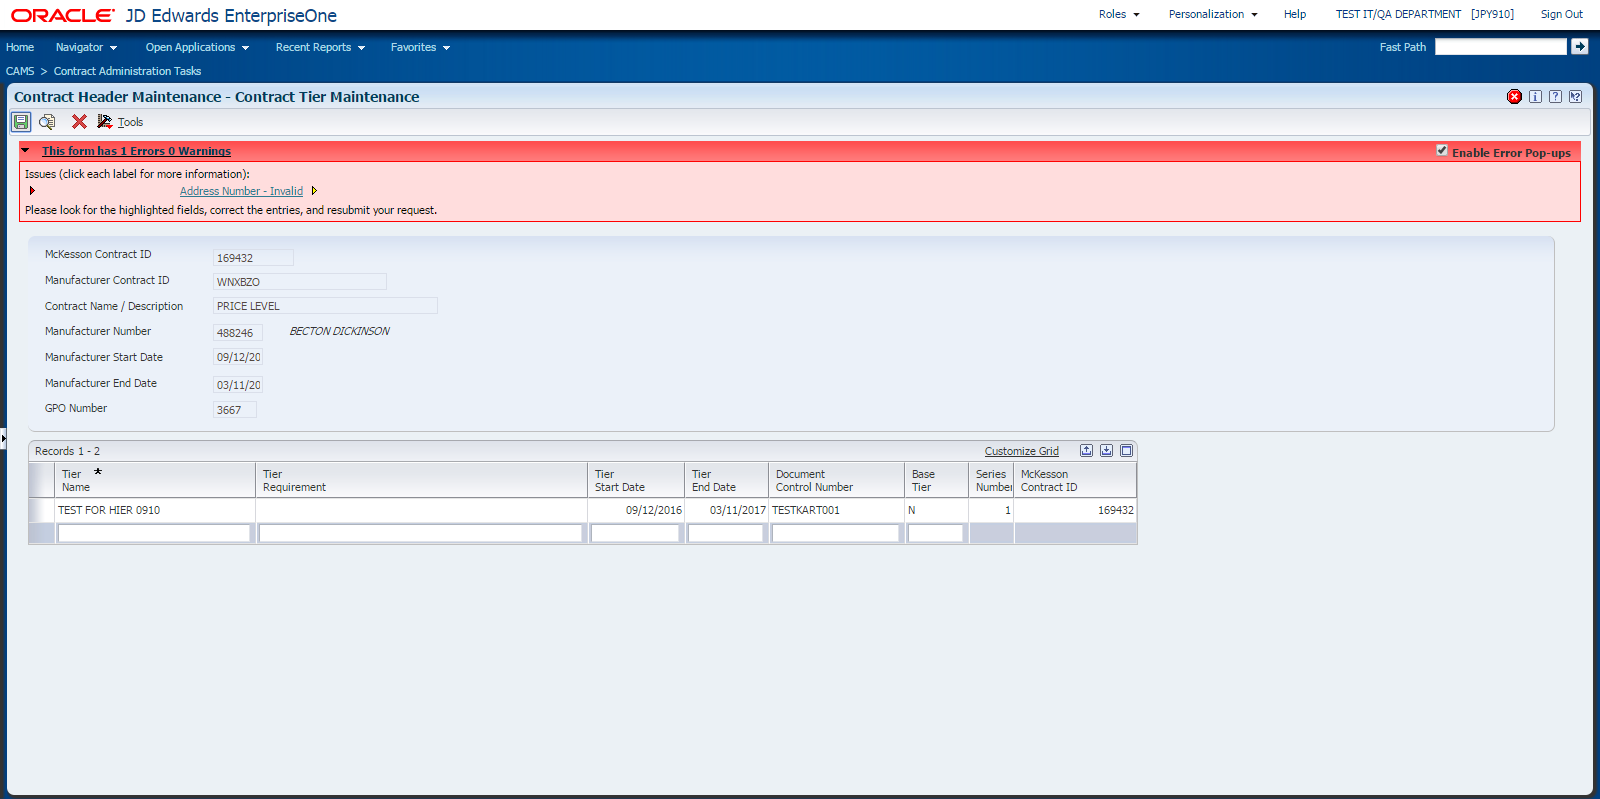 ORACLE JD Edwards EnterpriseOne
Roles Personalization Help TEST IT/QA DEPARTMENT [JPY910] Sign Out
Home Navigator Open Applications Recent Reports Favorites Fast Path
CAMS > Contract Administration Tasks
Contract Header Maintenance - Contract Tier Maintenance
Tools
This form has 1 Errors 0 Warnings
Enable Error Pop-ups
Issues (click each label for more information):
Address Number - Invalid
Please look for the highlighted fields, correct the entries, and resubmit your request.
McKesson Contract ID 169432
Manufacturer Contract ID WNXBZO
Contract Name / Description PRICE LEVEL
Manufacturer Number 488246 BECTON DICKINSON
Manufacturer Start Date 09/12/20
Manufacturer End Date 03/11/20
GPO Number 3667
Records 1 - 2 Customize Grid
Tier * Tier Tier Tier Document Base Series McKesson
Name Requirement Start Date End Date Control Number Tier Number Contract ID
TEST FOR HIER 0910 09/12/2016 03/11/2017 TESTKART001 N 1 169432